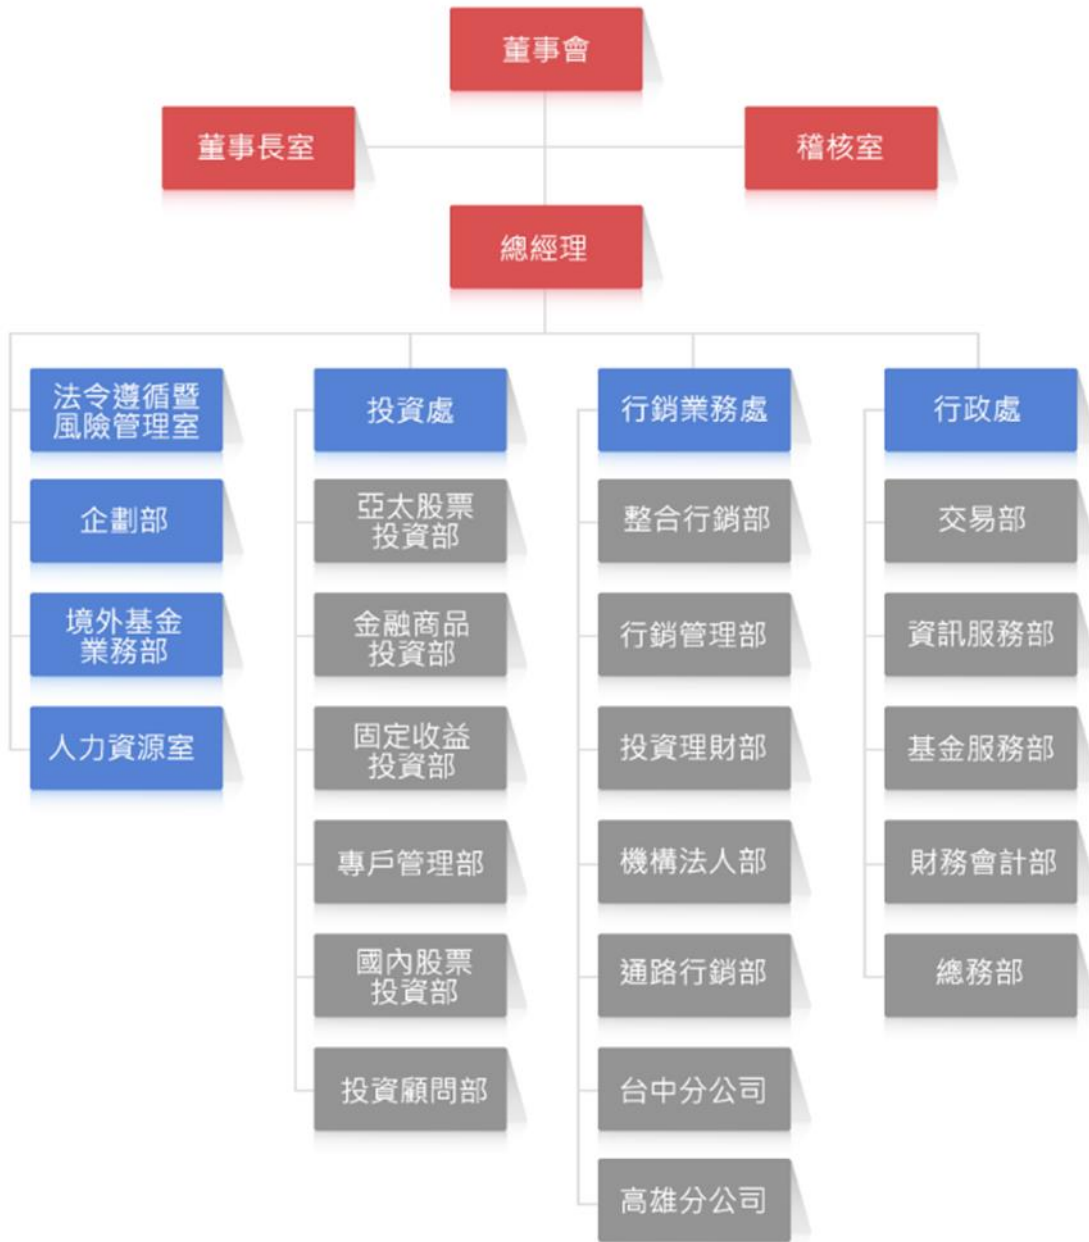 董事會
董事長室
稽核室
總經理
法令遵循暨
風險管理室
企劃部
境外基金
業務部
人力資源室
投資處
亞太股票
投資部
金融商品
投資部
固定收益
投資部
專戶管理部
國內股票
投資部
投資顧問部
行銷業務處
整合行銷部
行銷管理部
投資理財部
機構法人部
通路行銷部
台中分公司
高雄分公司
行政處
交易部
資訊服務部
基金服務部
財務會計部
總務部